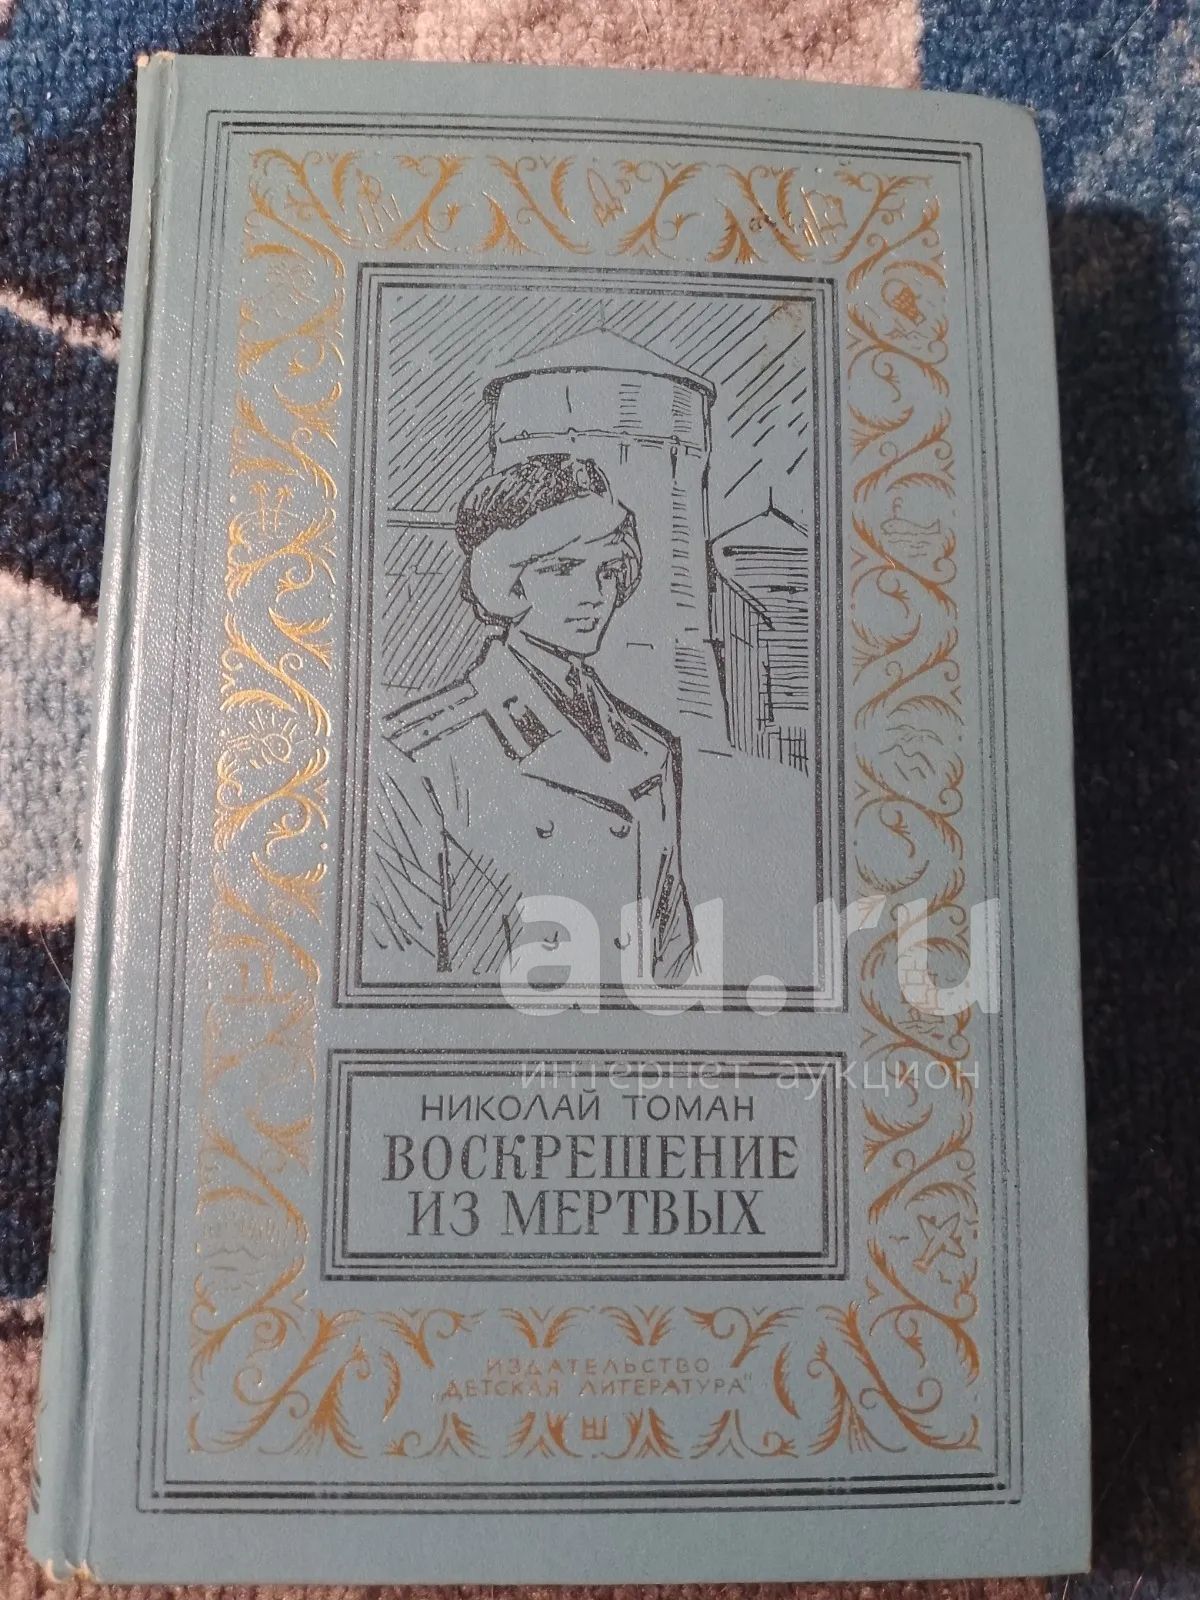 au.ru
интернет аукцион
НИКОЛАЙ ТОМАН
ВОСКРЕШЕНИЕ
ИЗ МЕРТВЫХ
ИЗДАТЕЛЬСТВО
„ДЕТСКАЯ ЛИТЕРАТУРА"